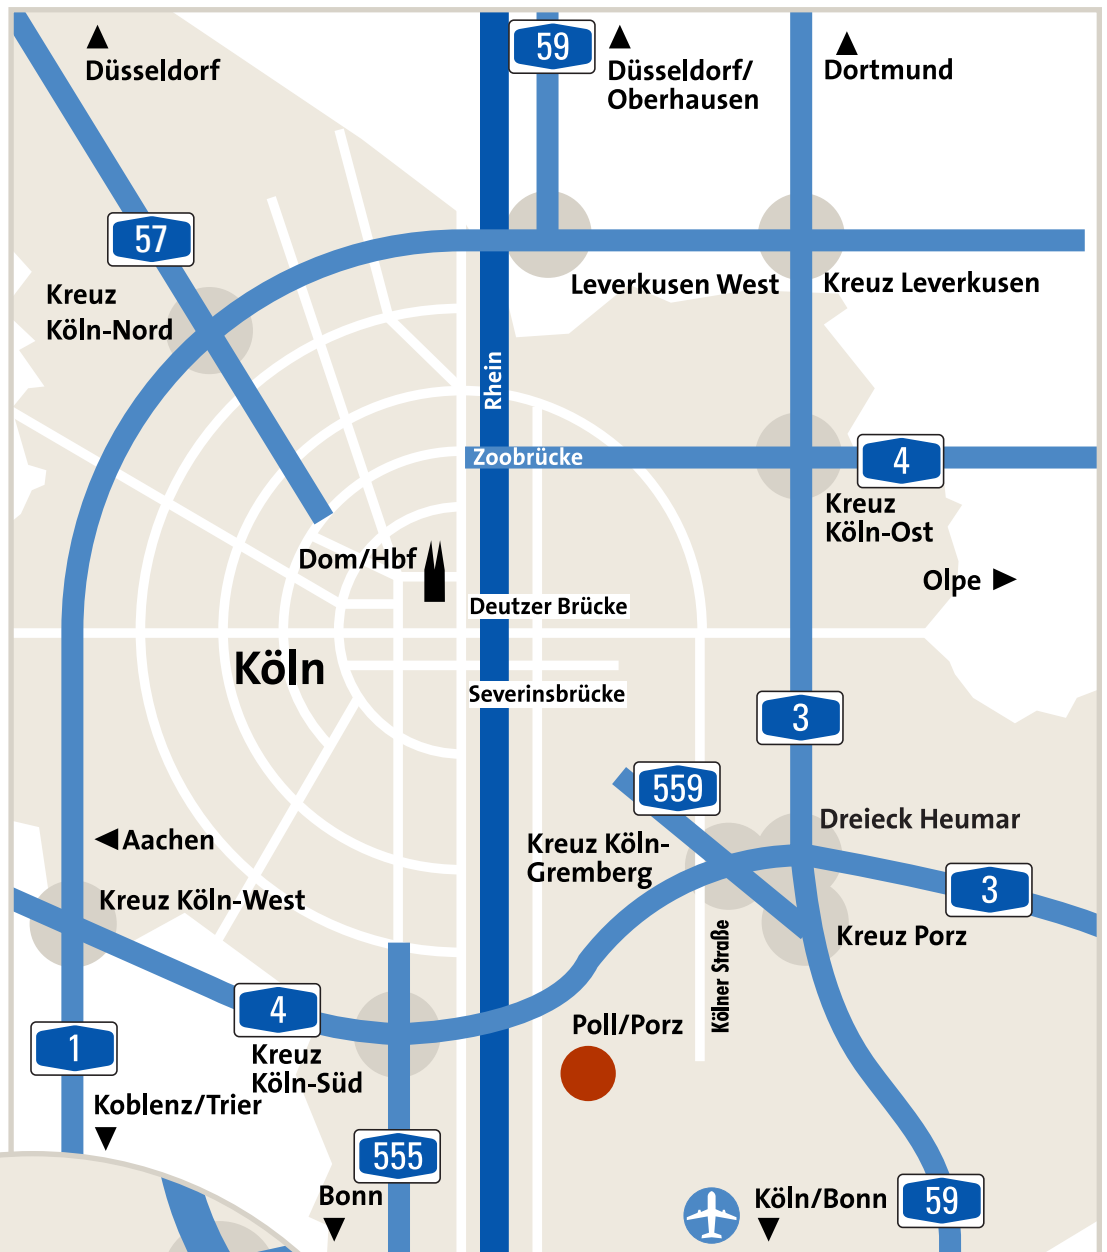 59
Düsseldorf
Düsseldorf/
Oberhausen
Dortmund
57
Kreuz
Köln-Nord
Leverkusen West
Kreuz Leverkusen
Rhein
Zoobrücke
4
Kreuz
Köln-Ost
Dom/Hbf
Olpe
Deutzer Brücke
Köln
Severinsbrücke
3
559
Dreieck Heumar
Aachen
Kreuz Köln-
Gremberg
3
Kreuz Köln-West
Kreuz Porz
Kölner Straße
4
Poll/Porz
1
Kreuz
Köln-Süd
Koblenz/Trier
555
Bonn
Köln/Bonn
59